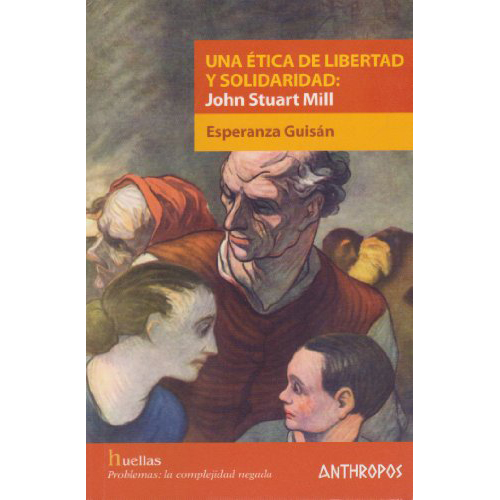 UNA ÉTICA DE LIBERTAD
Y SOLIDARIDAD:
John Stuart Mill
Esperanza Guisán
huellas
Problemas: la complejidad negada
ANTHROPOS